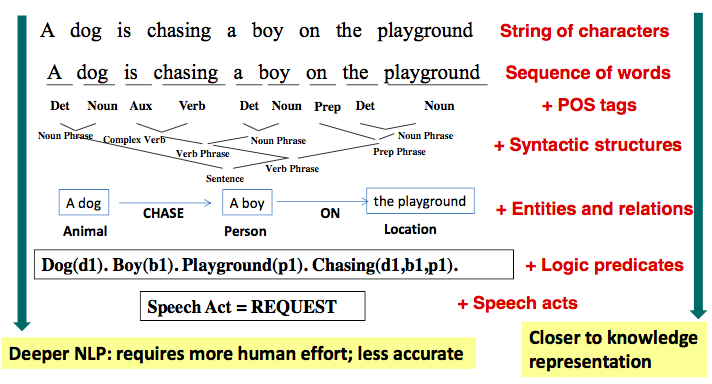 A dog is chasing a boy on the playground String of characters
A dog is chasing a boy on the playground Sequence of words
Det Noun Aux Verb Det Noun Prep Det Noun + POS tags
Noun Phrase Complex Verb Noun Phrase Noun Phrase
+ Syntactic structures
Verb Phrase Prep Phrase
Verb Phrase
Sentence
A dog A boy the playground
CHASE ON + Entities and relations
Animal Person Location
Dog(d1). Boy(b1). Playground(p1). Chasing(d1,b1,p1). + Logic predicates
Speech Act = REQUEST + Speech acts
Deeper NLP: requires more human effort; less accurate
Closer to knowledge
representation